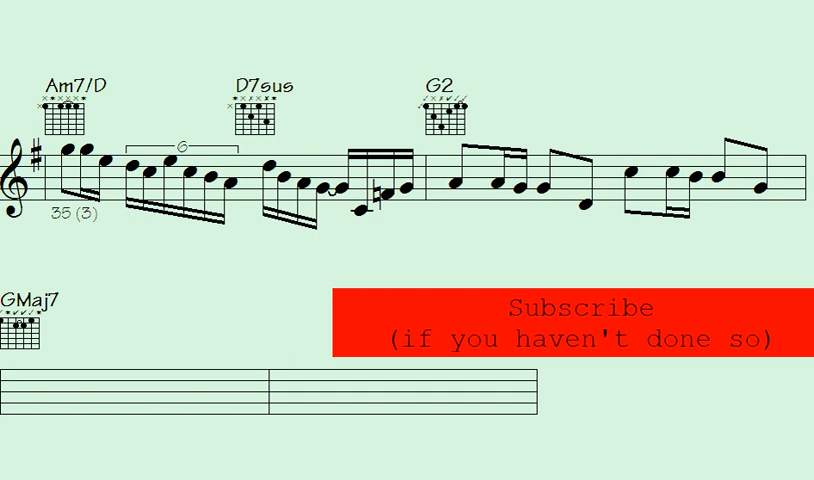 Am7/D D7sus G2
6
35 (3)
GMaj7
Subscribe
(if you haven't done so)